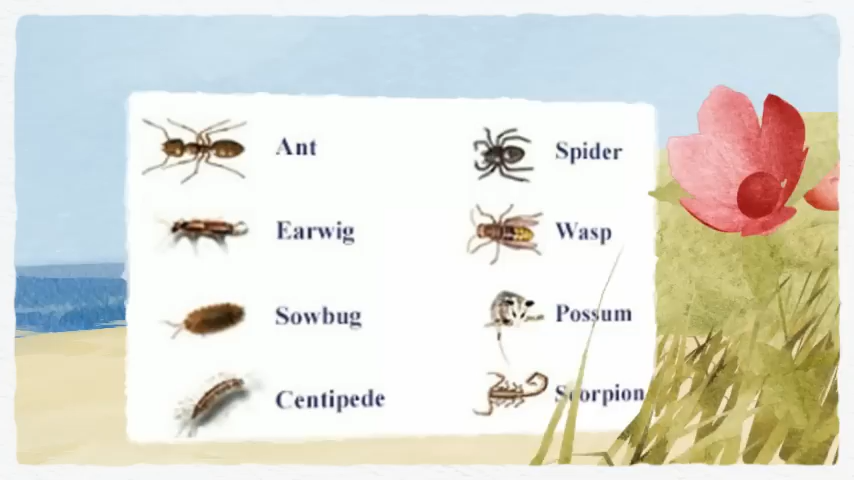 Ant
Spider
Earwig
Wasp
Sowbug
Possum
Centipede
Scorpion